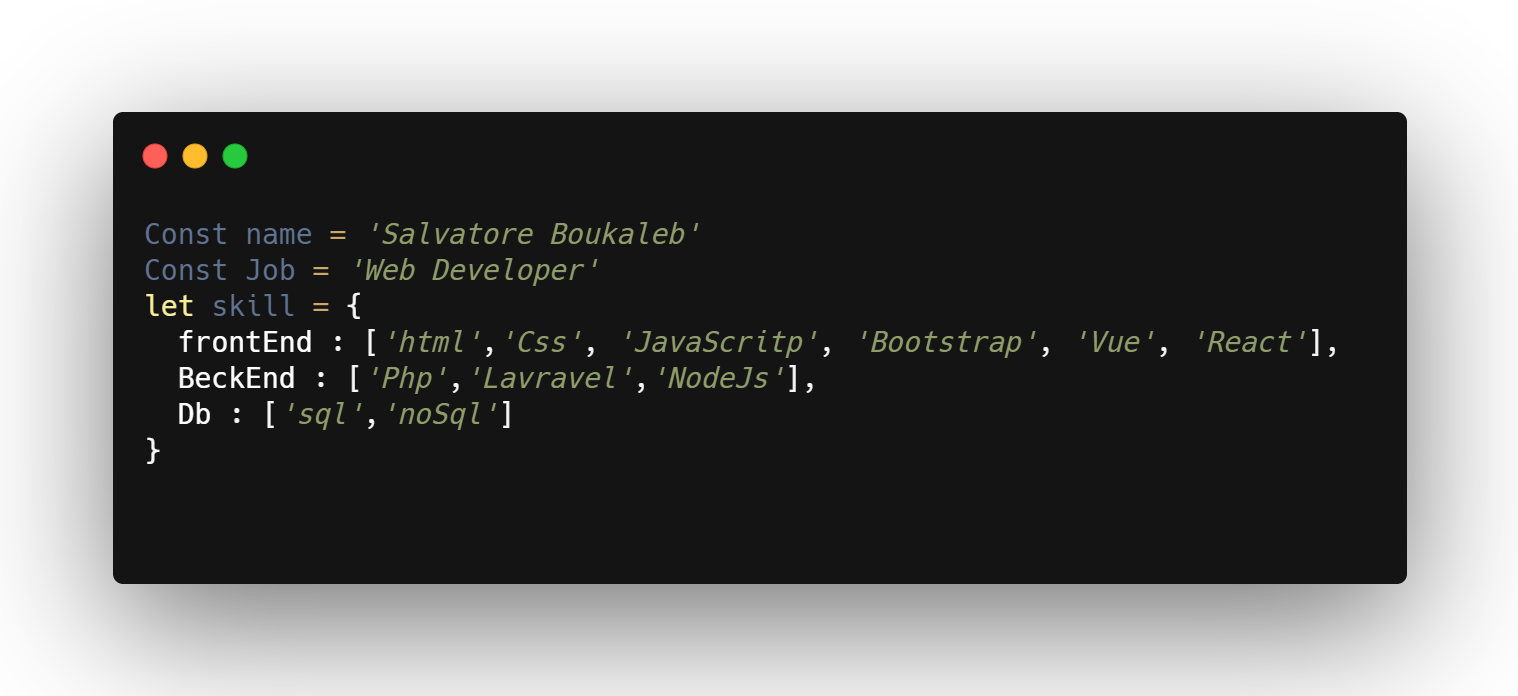 Const name = 'Salvatore Boukaleb'
Const Job = 'Web Developer'
let skill = {
  frontEnd : ['html','Css', 'JavaScritp', 'Bootstrap', 'Vue', 'React'],
  BeckEnd : ['Php','Lavravel','NodeJs'],
  Db : ['sql','noSql']
}